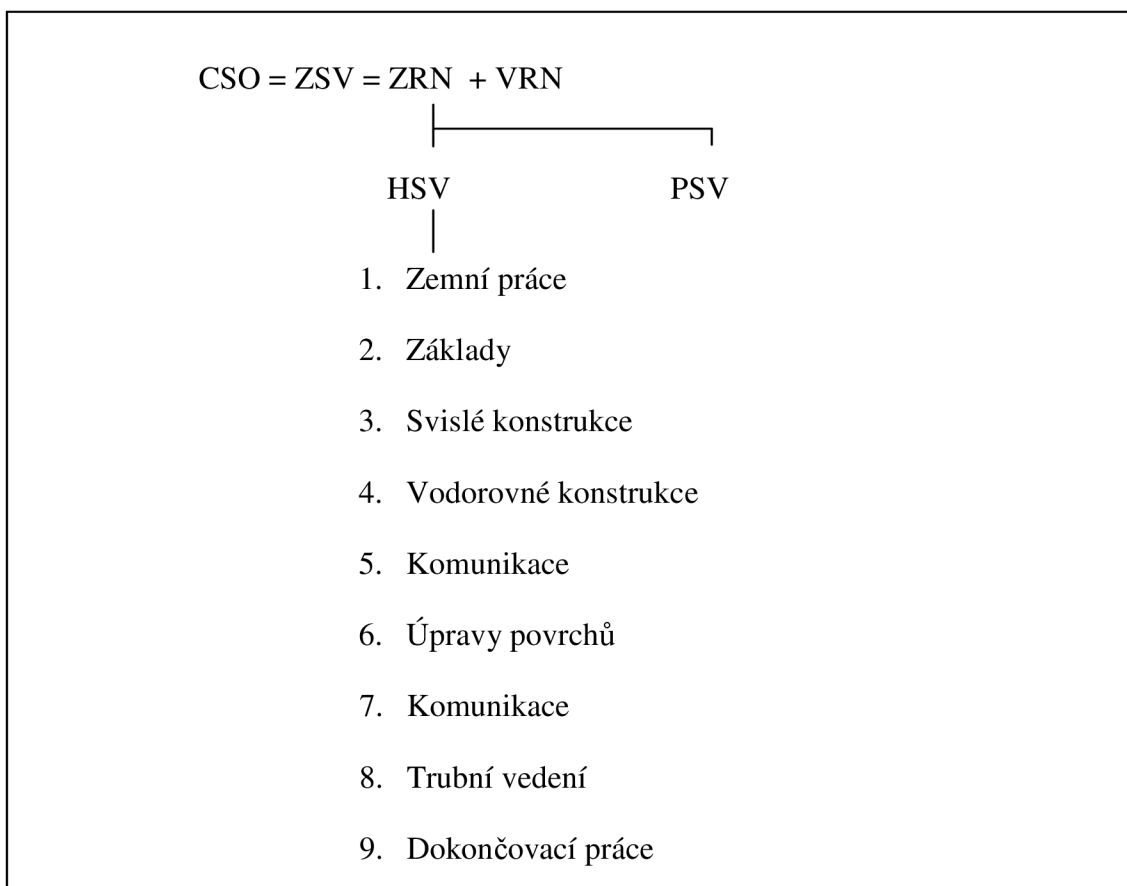 CSO = ZSV = ZRN + VRN
HSV PSV
1. Zemní práce
2. Základy
3. Svislé konstrukce
4. Vodorovné konstrukce
5. Komunikace
6. Úpravy povrchů
7. Komunikace
8. Trubní vedení
9. Dokončovací práce